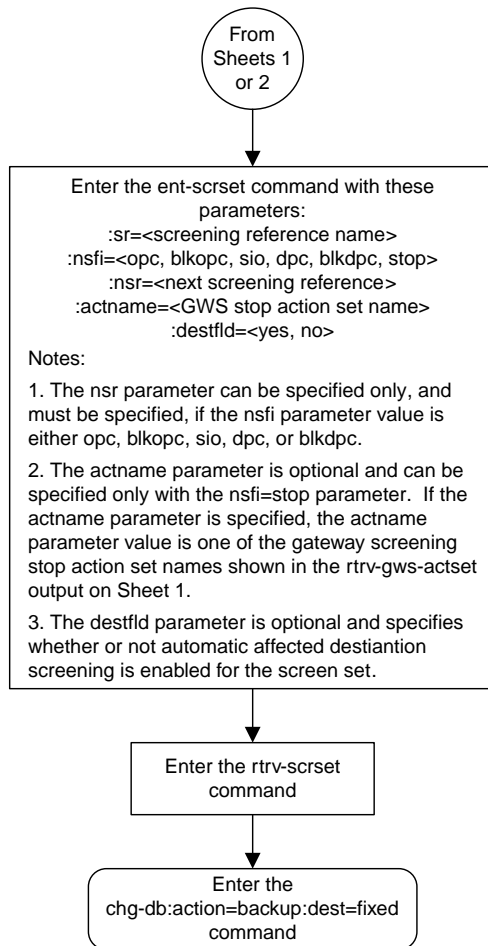 From
Sheets 1
or 2
Enter the ent-scrset command with these
parameters:
:sr=<screening reference name>
:nsfi=<opc, blkopc, sio, dpc, blkdpc, stop>
:nsr=<next screening reference>
:actname=<GWS stop action set name>
:destfld=<yes, no>
Notes:
1. The nsr parameter can be specified only, and
must be specified, if the nsfi parameter value is
either opc, blkopc, sio, dpc, or blkdpc.
2. The actname parameter is optional and can be
specified only with the nsfi=stop parameter. If the
actname parameter is specified, the actname
parameter value is one of the gateway screening
stop action set names shown in the rtrv-gws-actset
output on Sheet 1.
3. The destfld parameter is optional and specifies
whether or not automatic affected destiantion
screening is enabled for the screen set.
Enter the rtrv-scrset
command
Enter the
chg-db:action=backup:dest=fixed
command